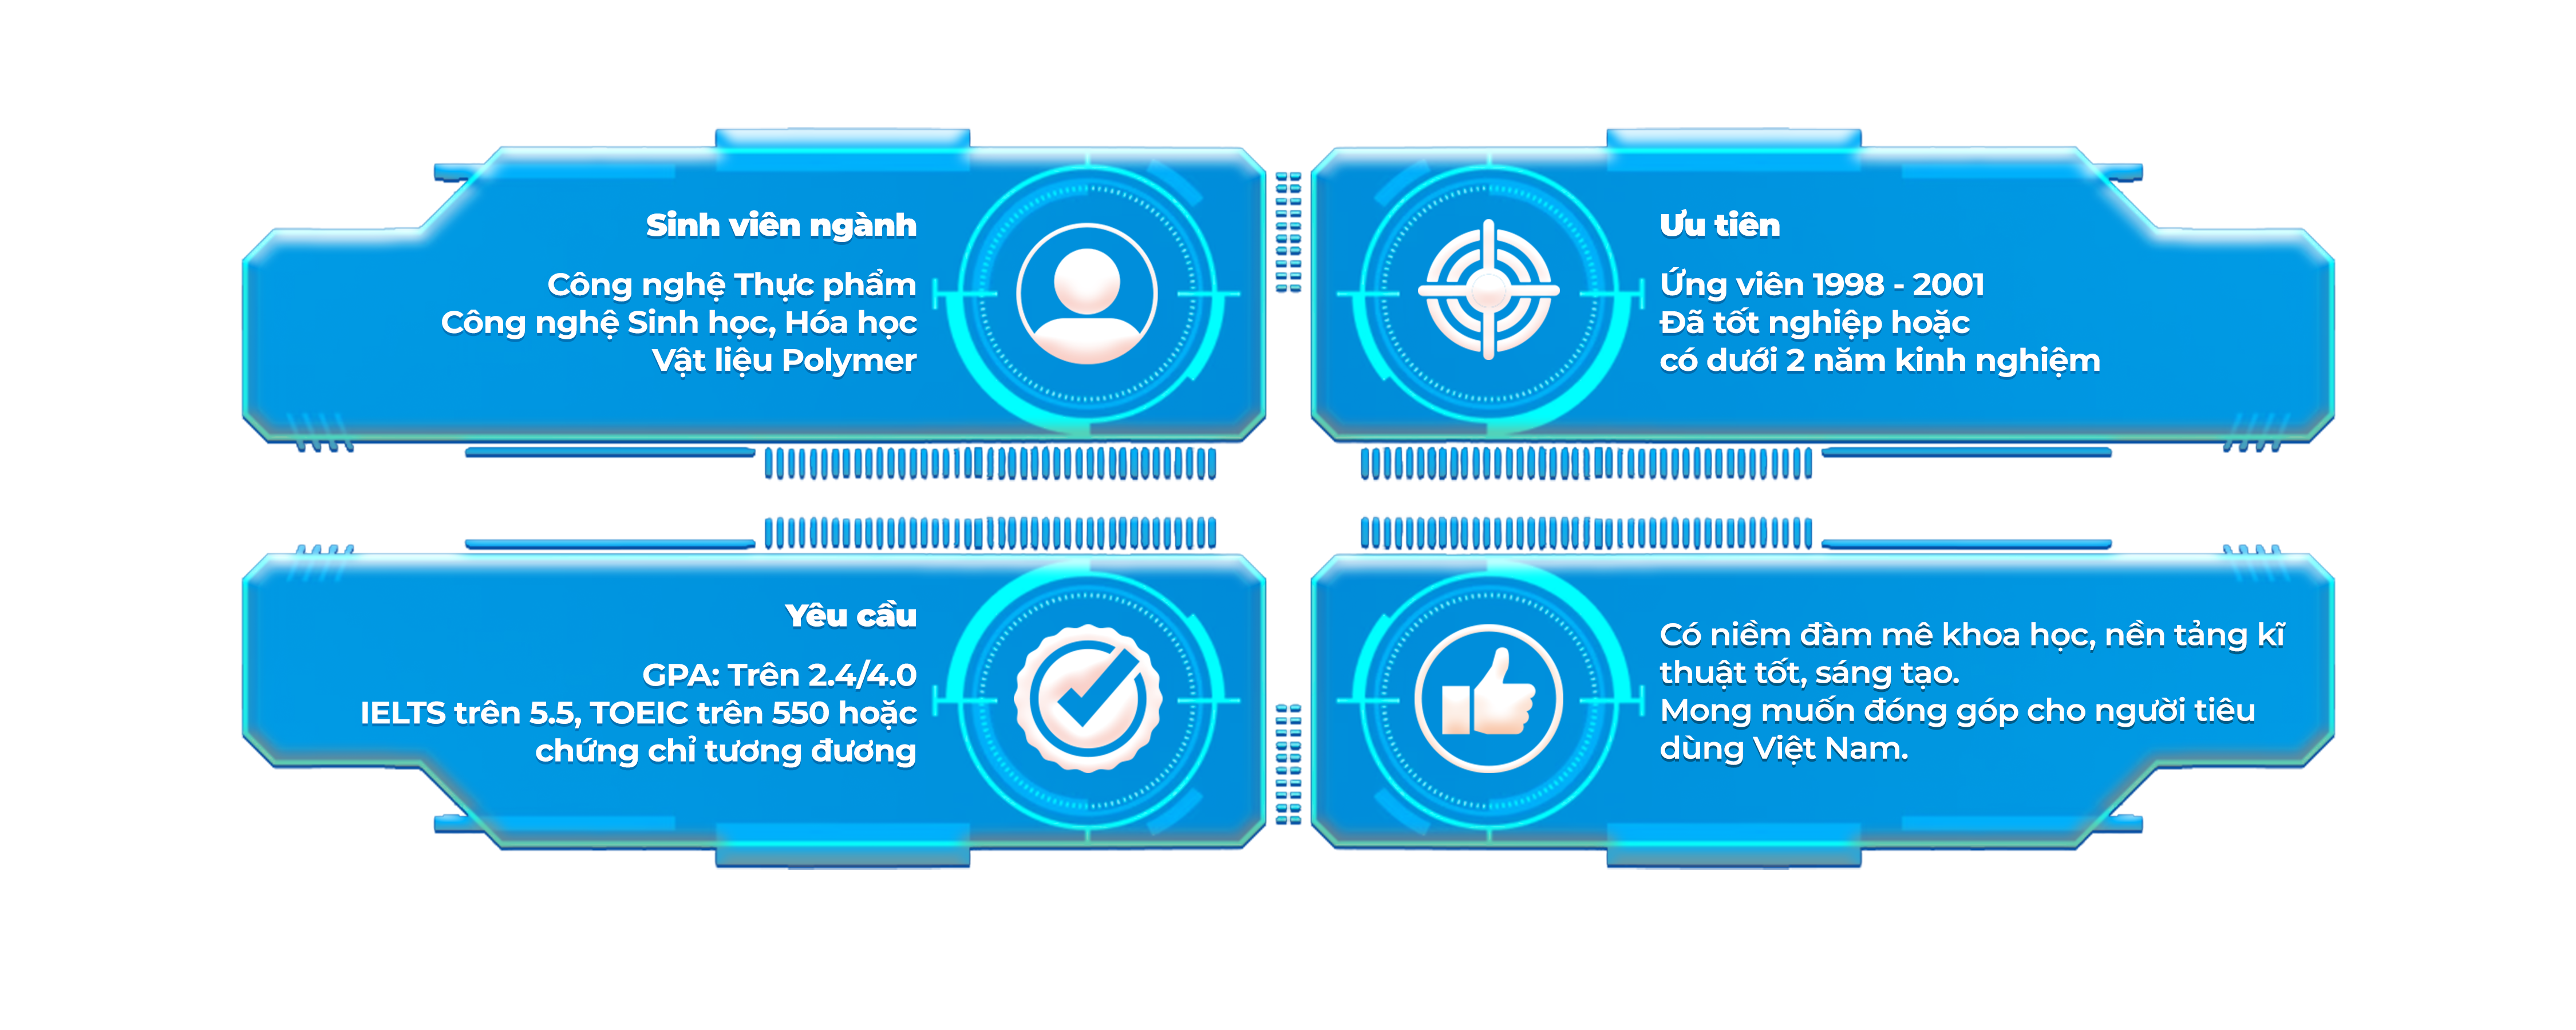 Sinh viên ngành
Công nghệ Thực phẩm
Công nghệ Sinh học, Hóa học
Vật liệu Polymer
Ưu tiên
Ứng viên 1998 - 2001
Đã tốt nghiệp hoặc
có dưới 2 năm kinh nghiệm
Yêu cầu
GPA: Trên 2.4/4.0
IELTS trên 5.5, TOEIC trên 550 hoặc
chứng chỉ tương đương
Có niềm đàm mê khoa học, nền tảng kĩ
thuật tốt, sáng tạo.
Mong muốn đóng góp cho người tiêu
dùng Việt Nam.